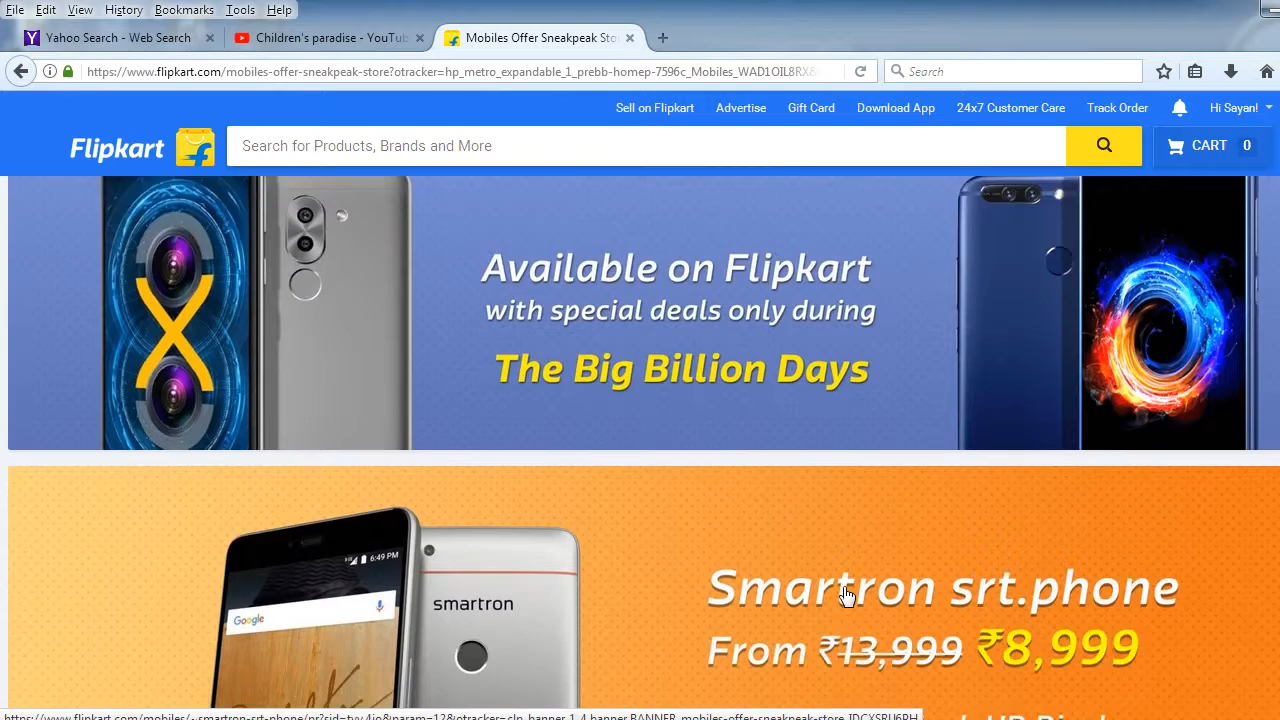 File Edit View History Bookmarks Tools Help
Yahoo Search - Web Search Children's paradise - YouTub Mobiles Offer Sneakpeak Sto
https://www.flipkart.com/mobiles-offer-sneakpeak-store?otracker=hp_metro_expandable_1_prebb-homep-7596c_Mobiles_WAD1OIL8RX Search
Sell on Flipkart Advertise Gift Card Download App 24x7 Customer Care Track Order Hi Sayan!
Flipkart Search for Products, Brands and More CART 0
Available on Flipkart
with special deals only during
The Big Billion Days
6:49 PM
Google
smartron
Smartron srt.phone
From ₹13,999 ₹8,999